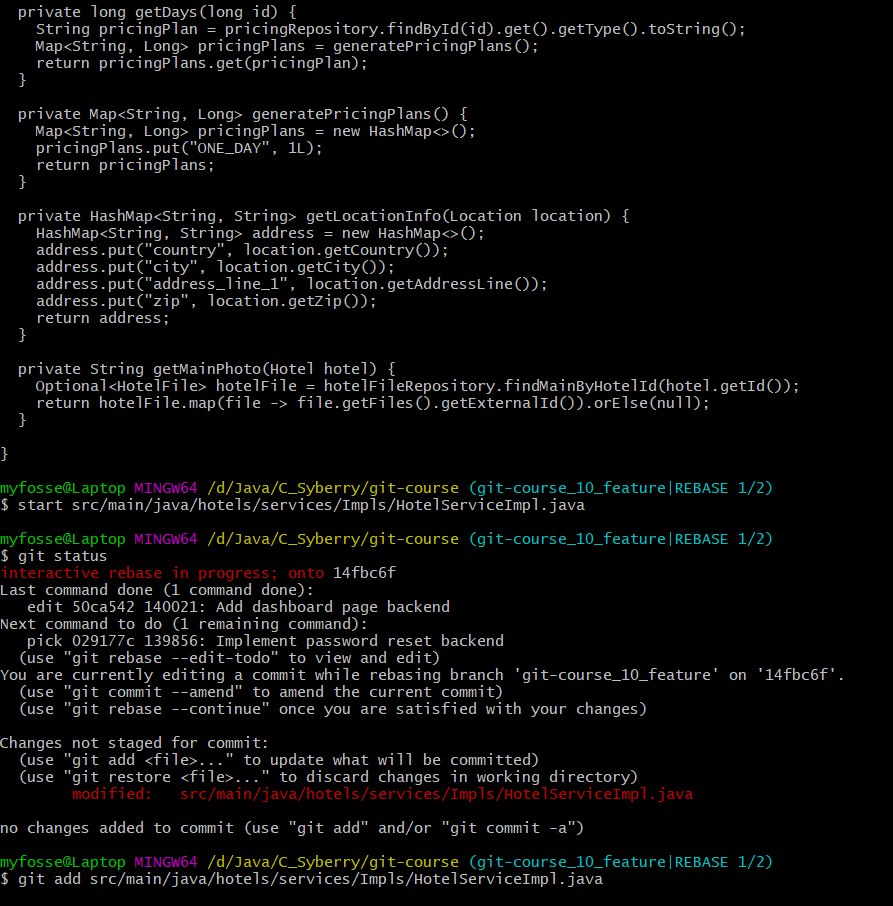 private long getDays(long id) {
String pricingPlan = pricingRepository.findById(id).get().getType().toString();
Map<String, Long> pricingPlans = generatePricingPlans();
return pricingPlans.get(pricingPlan);
}
private Map<String, Long> generatePricingPlans() {
Map<String, Long> pricingPlans = new HashMap<>();
pricingPlans.put("ONE_DAY", 1L);
return pricingPlans;
}
private HashMap<String, String> getLocationInfo(Location location) {
HashMap<String, String> address = new HashMap<>();
address.put("country", location.getCountry());
address.put("city", location.getCity());
address.put("address_line_1", location.getAddressLine());
address.put("zip", location.getZip());
return address;
}
private String getMainPhoto(Hotel hotel) {
Optional<HotelFile> hotelFile = hotelFileRepository.findMainByHotelId(hotel.getId());
return hotelFile.map(file -> file.getFiles().getExternalId()).orElse(null);
}
}
myfosse@Laptop MINGW64 /d/Java/C_Syberry/git-course (git-course_10_feature|REBASE 1/2)
$ start src/main/java/hotels/services/Impls/HotelServiceImpl.java
myfosse@Laptop MINGW64 /d/Java/C_Syberry/git-course (git-course_10_feature|REBASE 1/2)
$ git status
interactive rebase in progress; onto 14fbc6f
Last command done (1 command done):
edit 50ca542 140021: Add dashboard page backend
Next command to do (1 remaining command):
pick 029177c 139856: Implement password reset backend
(use "git rebase --edit-todo" to view and edit)
You are currently editing a commit while rebasing branch 'git-course_10_feature' on '14fbc6f'.
(use "git commit --amend" to amend the current commit)
(use "git rebase --continue" once you are satisfied with your changes)
Changes not staged for commit:
(use "git add <file>..." to update what will be committed)
(use "git restore <file>..." to discard changes in working directory)
modified: src/main/java/hotels/services/Impls/HotelServiceImpl.java
no changes added to commit (use "git add" and/or "git commit -a")
myfosse@Laptop MINGW64 /d/Java/C_Syberry/git-course (git-course_10_feature|REBASE 1/2)
$ git add src/main/java/hotels/services/Impls/HotelServiceImpl.java